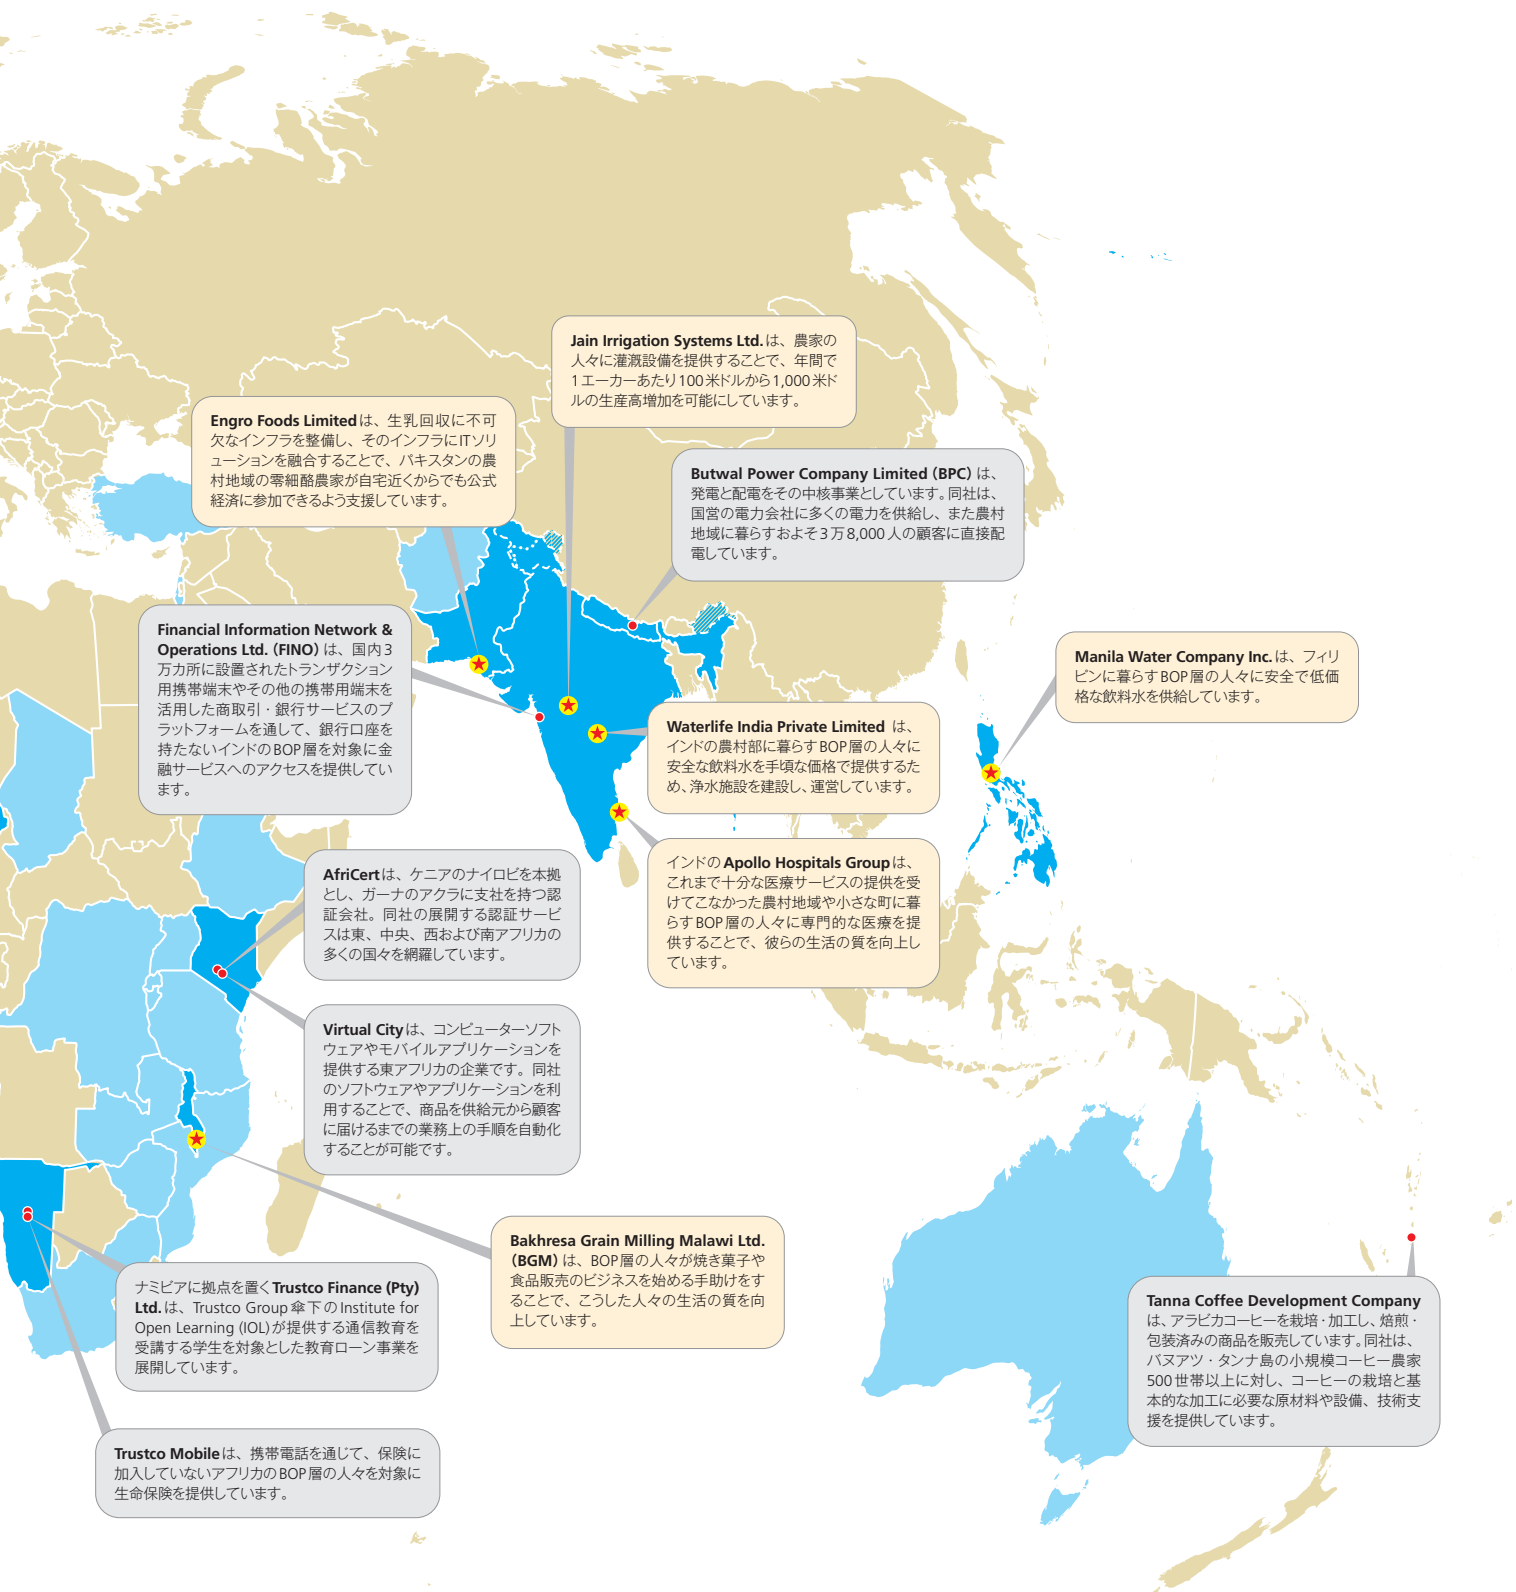 Jain Irrigation Systems Ltd.は、農家の
人々に灌漑設備を提供することで、年間で
1エーカーあたり100米ドルから1,000米ド
ルの生産高増加を可能にしています。
Engro Foods Limitedは、生乳回収に不可
欠なインフラを整備し、そのインフラにITソリ
ューションを融合することで、パキスタンの農
村地域の零細酪農家が自宅近くからでも公式
経済に参加できるよう支援しています。
Butwal Power Company Limited（BPC）は、
発電と配電をその中核事業としています。同社は、
国営の電力会社に多くの電力を供給し、また農村
地域に暮らすおよそ3万8,000人の顧客に直接配
電しています。
Financial Information Network &
Operations Ltd.（FINO）は、国内3
万カ所に設置されたトランザクション
用携帯端末やその他の携帯用端末を
活用した商取引・銀行サービスのプ
ラットフォームを通して、銀行口座を
持たないインドのBOP層を対象に金
融サービスへのアクセスを提供してい
ます。
Manila Water Company Inc.は、フィリ
ピンに暮らすBOP層の人々に安全で低価
格な飲料水を供給しています。
Waterlife India Private Limited は、
インドの農村部に暮らすBOP層の人々に
安全な飲料水を手頃な価格で提供するた
め、浄水施設を建設し、運営しています。
インドのApollo Hospitals Groupは、
これまで十分な医療サービスの提供を受
けてこなかった農村地域や小さな町に暮
らすBOP層の人々に専門的な医療を提
供することで、彼らの生活の質を向上し
ています。
AfriCertは、ケニアのナイロビを本拠
とし、ガーナのアクラに支社を持つ認
証会社。同社の展開する認証サービ
スは東、中央、西および南アフリカの
多くの国々を網羅しています。
Virtual Cityは、コンピューターソフト
ウェアやモバイルアプリケーションを
提供する東アフリカの企業です。同社
のソフトウェアやアプリケーションを利
用することで、商品を供給元から顧客
に届けるまでの業務上の手順を自動化
することが可能です。
Bakhresa Grain Milling Malawi Ltd.
（BGM）は、BOP層の人々が焼き菓子や
食品販売のビジネスを始める手助けをす
ることで、こうした人々の生活の質を向
上しています。
ナミビアに拠点を置くTrustco Finance (Pty)
Ltd.は、Trustco Group傘下のInstitute for
Open Learning (IOL)が提供する通信教育を
受講する学生を対象とした教育ローン事業を
展開しています。
Tanna Coffee Development Company
は、アラビカコーヒーを栽培・加工し、焙煎・
包装済みの商品を販売しています。同社は、
バヌアツ・タンナ島の小規模コーヒー農家
500世帯以上に対し、コーヒーの栽培と基
本的な加工に必要な原材料や設備、技術支
援を提供しています。
Trustco Mobileは、携帯電話を通じて、保険に
加入していないアフリカのBOP層の人々を対象に
生命保険を提供しています。